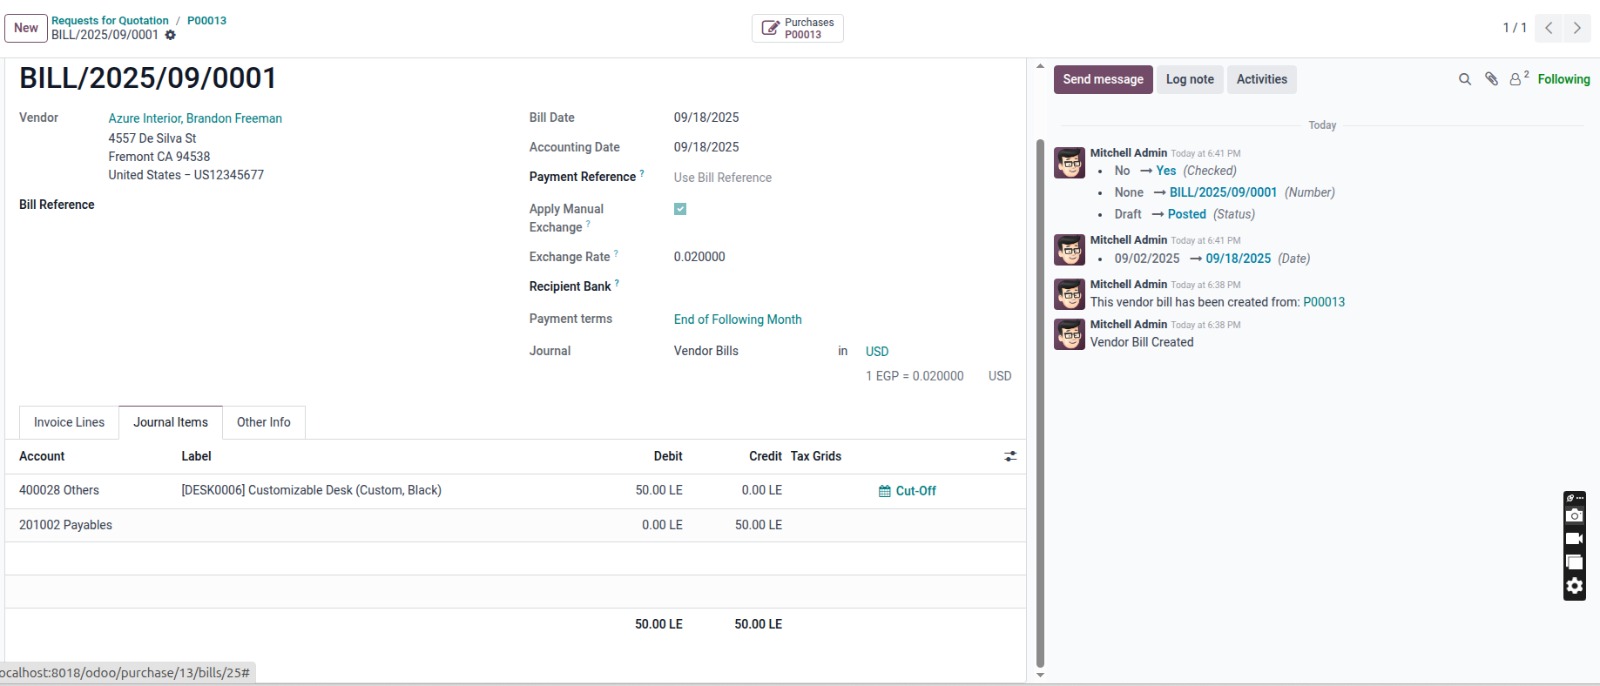 New
Requests for Quotation / P00013
BILL/2025/09/0001
Purchases
P00013
1 / 1
BILL/2025/09/0001
Vendor
Azure Interior, Brandon Freeman
4557 De Silva St
Fremont CA 94538
United States – US12345677
Bill Reference
Bill Date 09/18/2025
Accounting Date 09/18/2025
Payment Reference ? Use Bill Reference
Apply Manual
Exchange ?
Exchange Rate ? 0.020000
Recipient Bank ?
Payment terms End of Following Month
Journal Vendor Bills in USD
1 EGP = 0.020000 USD
Invoice Lines Journal Items Other Info
Account Label Debit Credit Tax Grids
400028 Others [DESK0006] Customizable Desk (Custom, Black) 50.00 LE 0.00 LE Cut-Off
201002 Payables 0.00 LE 50.00 LE
50.00 LE 50.00 LE
ocalhost:8018/odoo/purchase/13/bills/25#
Send message Log note Activities 2 Following
Today
Mitchell Admin Today at 6:41 PM
• No → Yes (Checked)
• None → BILL/2025/09/0001 (Number)
• Draft → Posted (Status)
Mitchell Admin Today at 6:41 PM
• 09/02/2025 → 09/18/2025 (Date)
Mitchell Admin Today at 6:38 PM
This vendor bill has been created from: P00013
Mitchell Admin Today at 6:38 PM
Vendor Bill Created